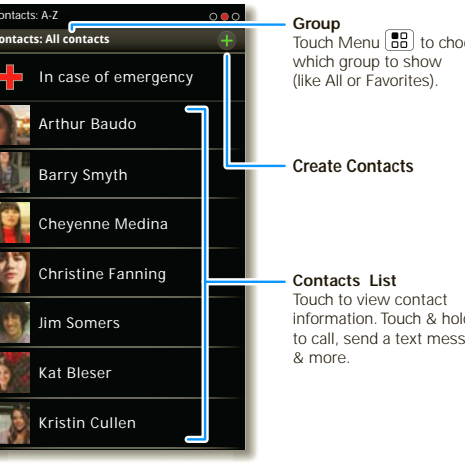 ontacts: A-Z
ontacts: All contacts
In case of emergency
Arthur Baudo
Barry Smyth
Cheyenne Medina
Christine Fanning
Jim Somers
Kat Bleser
Kristin Cullen
Group
Touch Menu to choo
which group to show
(like All or Favorites).
Create Contacts
Contacts List
Touch to view contact
information. Touch & hold
to call, send a text mess
& more.